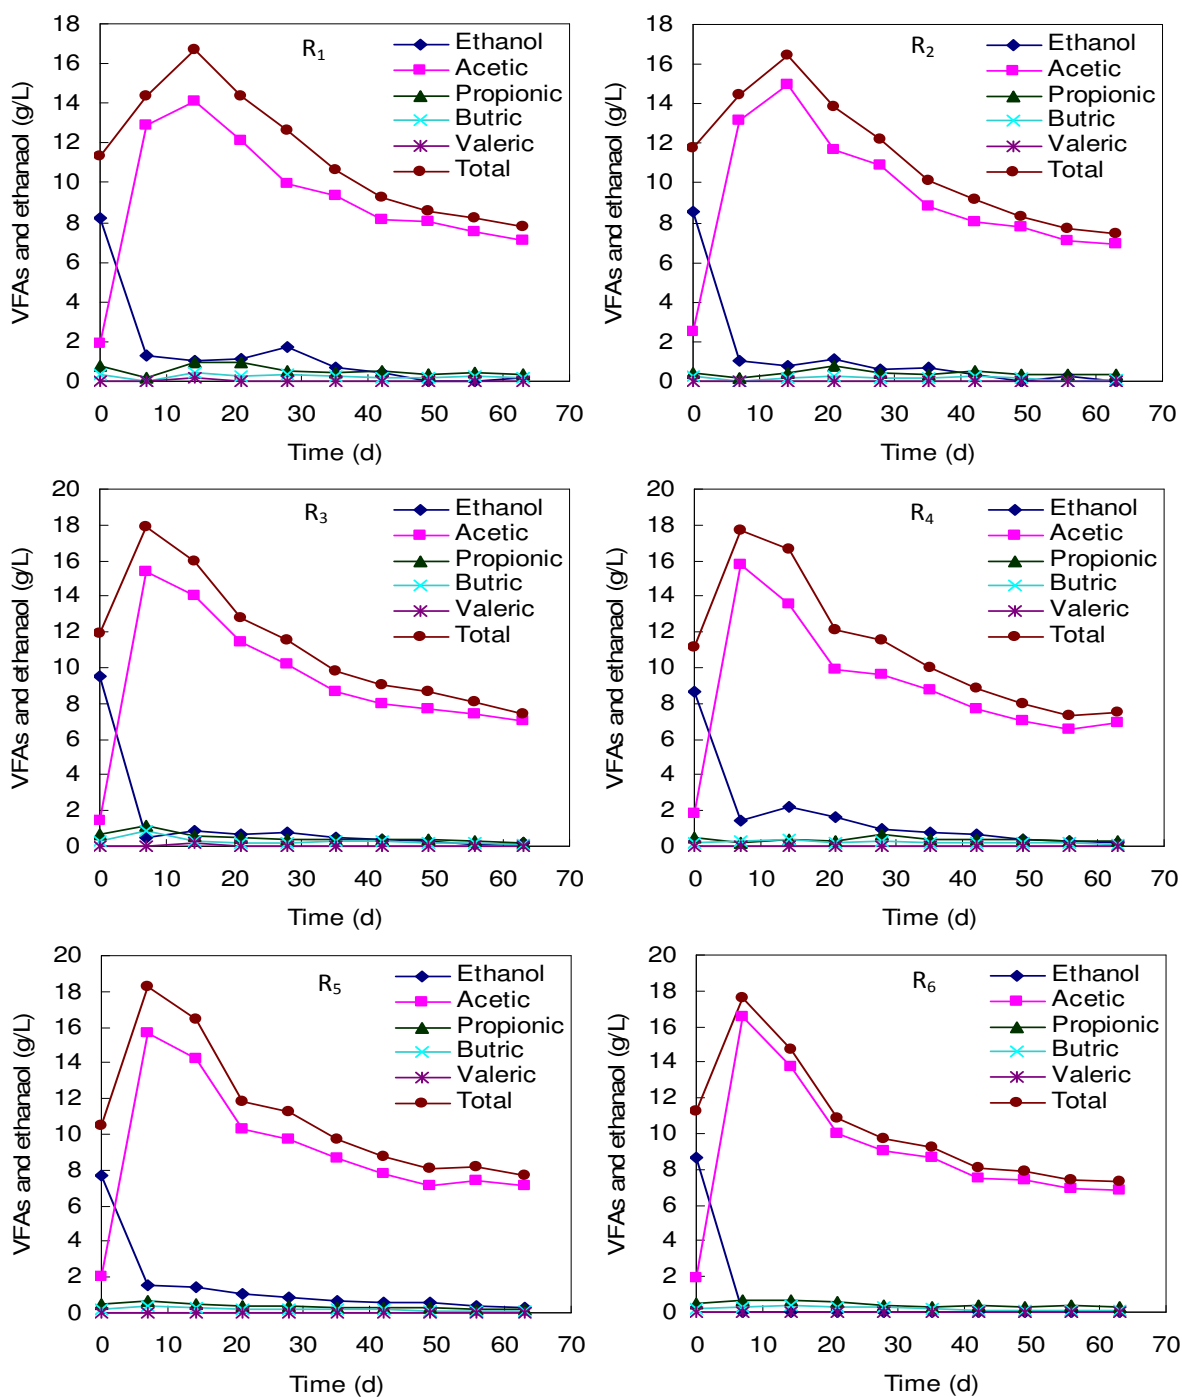 18
16
14
12
10
8
6
4
2
0
VFAs and ethanaol (g/L)
R1
Ethanol
Acetic
Propionic
Butric
Valeric
Total
0 10 20 30 40 50 60 70
Time (d)
18
16
14
12
10
8
6
4
2
0
VFAs and ethanaol (g/L)
R2
Ethanol
Acetic
Propionic
Butric
Valeric
Total
0 10 20 30 40 50 60 70
Time (d)
20
18
16
14
12
10
8
6
4
2
0
VFAs and ethanaol (g/L)
R3
Ethanol
Acetic
Propionic
Butric
Valeric
Total
0 10 20 30 40 50 60 70
Time (d)
20
18
16
14
12
10
8
6
4
2
0
VFAs and ethanaol (g/L)
R4
Ethanol
Acetic
Propionic
Butric
Valeric
Total
0 10 20 30 40 50 60 70
Time (d)
20
18
16
14
12
10
8
6
4
2
0
VFAs and ethanaol (g/L)
R5
Ethanol
Acetic
Propionic
Butric
Valeric
Total
0 10 20 30 40 50 60 70
Time (d)
20
18
16
14
12
10
8
6
4
2
0
VFAs and ethanaol (g/L)
R6
Ethanol
Acetic
Propionic
Butric
Valeric
Total
0 10 20 30 40 50 60 70
Time (d)